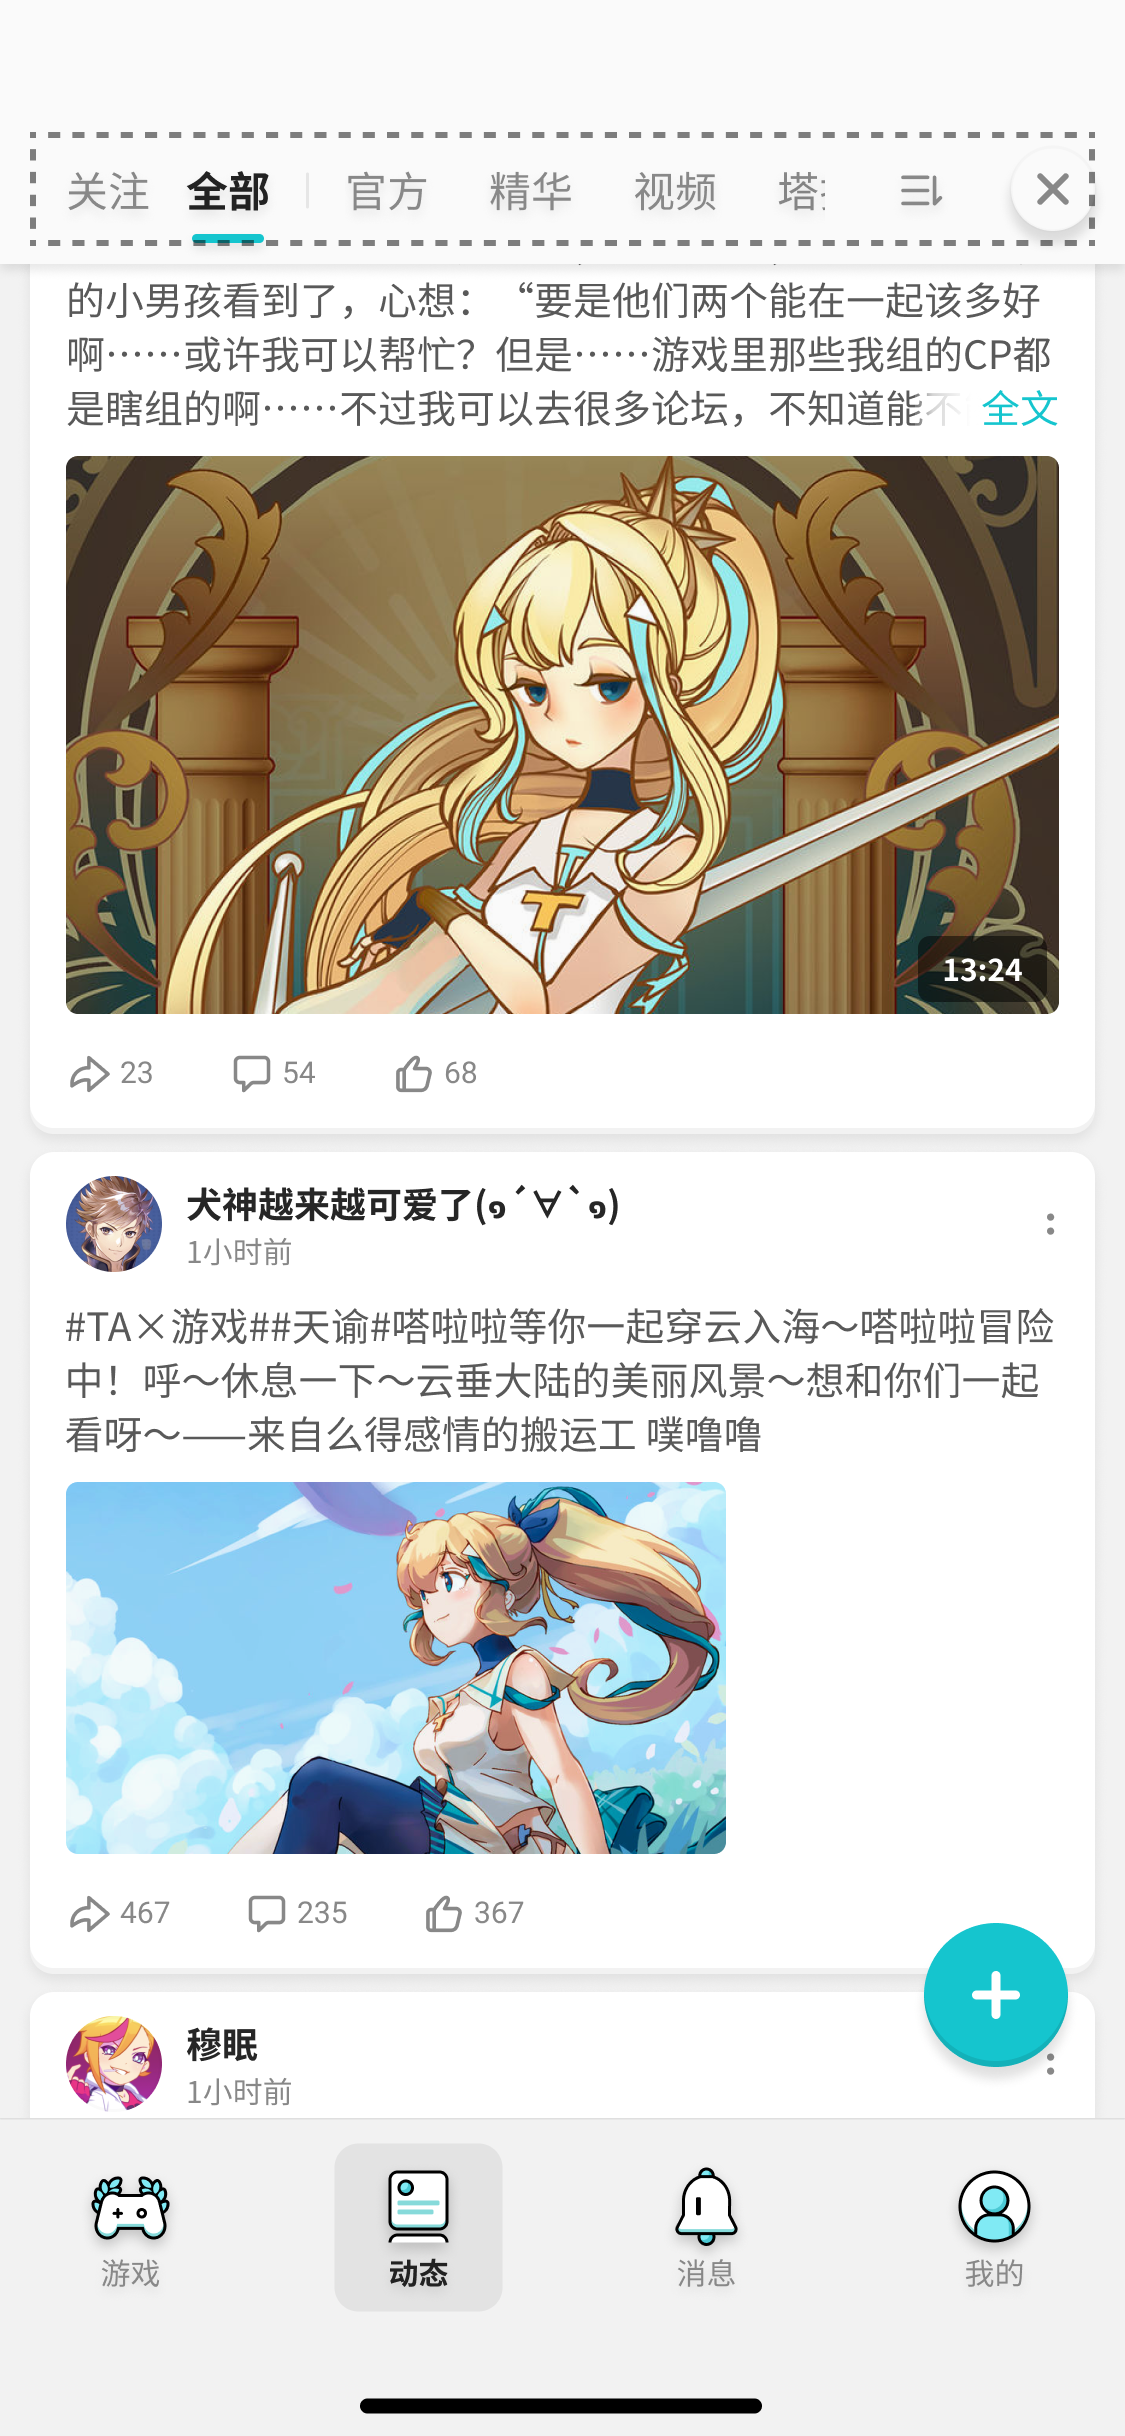 关注 全部 官方 精华 视频 塔
的小男孩看到了，心想：“要是他们两个能在一起该多好
啊……或许我可以帮忙？但是……游戏里那些我组的CP都
是瞎组的啊……不过我可以去很多论坛，不知道能不 全文
13:24
23 54 68
犬神越来越可爱了(๑´∀`๑)
1小时前
#TA×游戏##天谕#嗒啦啦等你一起穿云入海～嗒啦啦冒险
中！呼～休息一下～云垂大陆的美丽风景～想和你们一起
看呀～——来自么得感情的搬运工 噗噜噜
467 235 367
穆眠
1小时前
游戏 动态 消息 我的